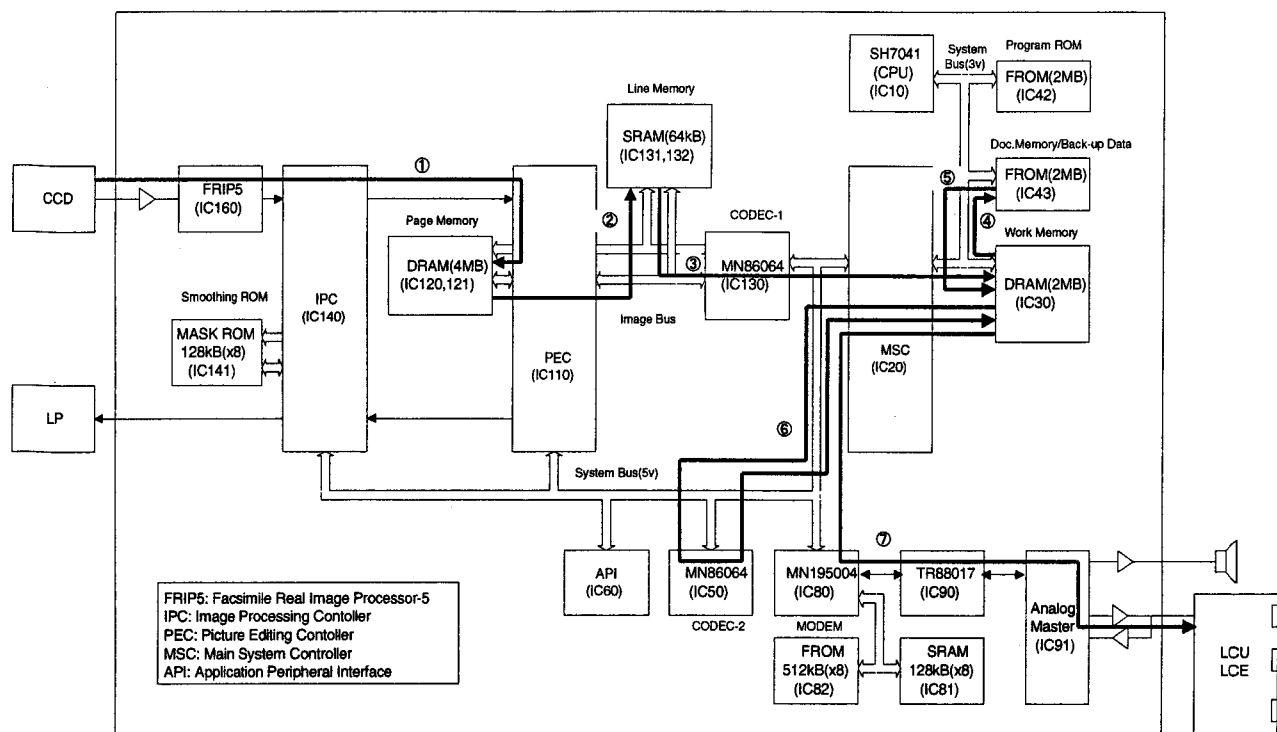 SH7041
(CPU)
(IC10)
System
Bus(3v)
Program ROM
FROM(2MB)
(IC42)
Line Memory
SRAM(64kB)
(IC131,132)
Doc.Memory/Back-up Data
FROM(2MB)
(IC43)
CCD
FRIP5
(IC160)
①
②
③
④
⑤
Page Memory
DRAM(4MB)
(IC120,121)
CODEC-1
MN86064
(IC130)
Work Memory
DRAM(2MB)
(IC30)
Smoothing ROM
MASK ROM
128kB(x8)
(IC141)
IPC
(IC140)
Image Bus
PEC
(IC110)
MSC
(IC20)
LP
⑥
System Bus(5v)
⑦
API
(IC60)
MN86064
(IC50)
CODEC-2
MN195004
(IC80)
MODEM
TR88017
(IC90)
Analog
Master
(IC91)
FROM
512kB(x8)
(IC82)
SRAM
128kB(x8)
(IC81)
LCU
LCE
FRIP5: Facsimile Real Image Processor-5
IPC: Image Processing Contoller
PEC: Picture Editing Contoller
MSC: Main System Controller
API: Application Peripheral Interface